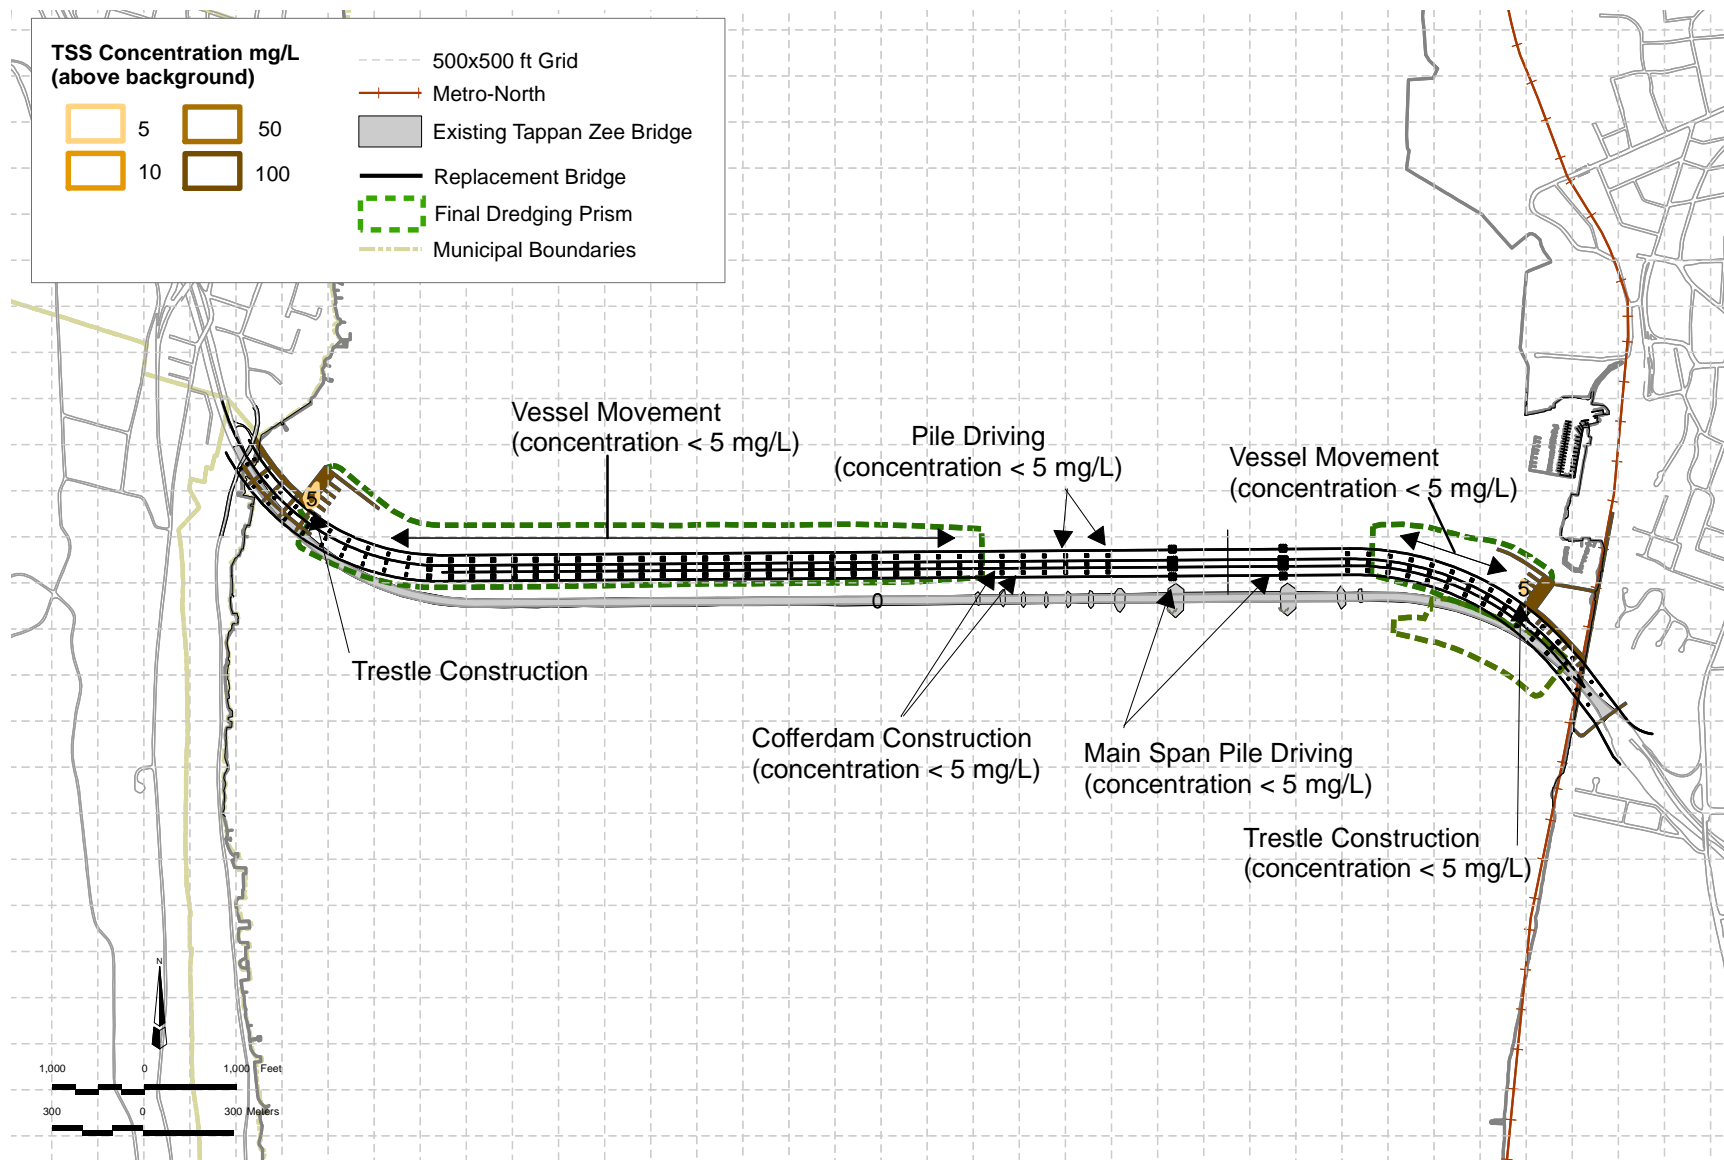 TSS Concentration mg/L
(above background)
5
50
10
100
500x500 ft Grid
Metro-North
Existing Tappan Zee Bridge
Replacement Bridge
Final Dredging Prism
Municipal Boundaries
Vessel Movement
(concentration < 5 mg/L)
Pile Driving
(concentration < 5 mg/L)
Vessel Movement
(concentration < 5 mg/L)
5
5
0
Trestle Construction
Cofferdam Construction
(concentration < 5 mg/L)
Main Span Pile Driving
(concentration < 5 mg/L)
Trestle Construction
(concentration < 5 mg/L)
N
1,000 0 1,000 Feet
300 0 300 Meters